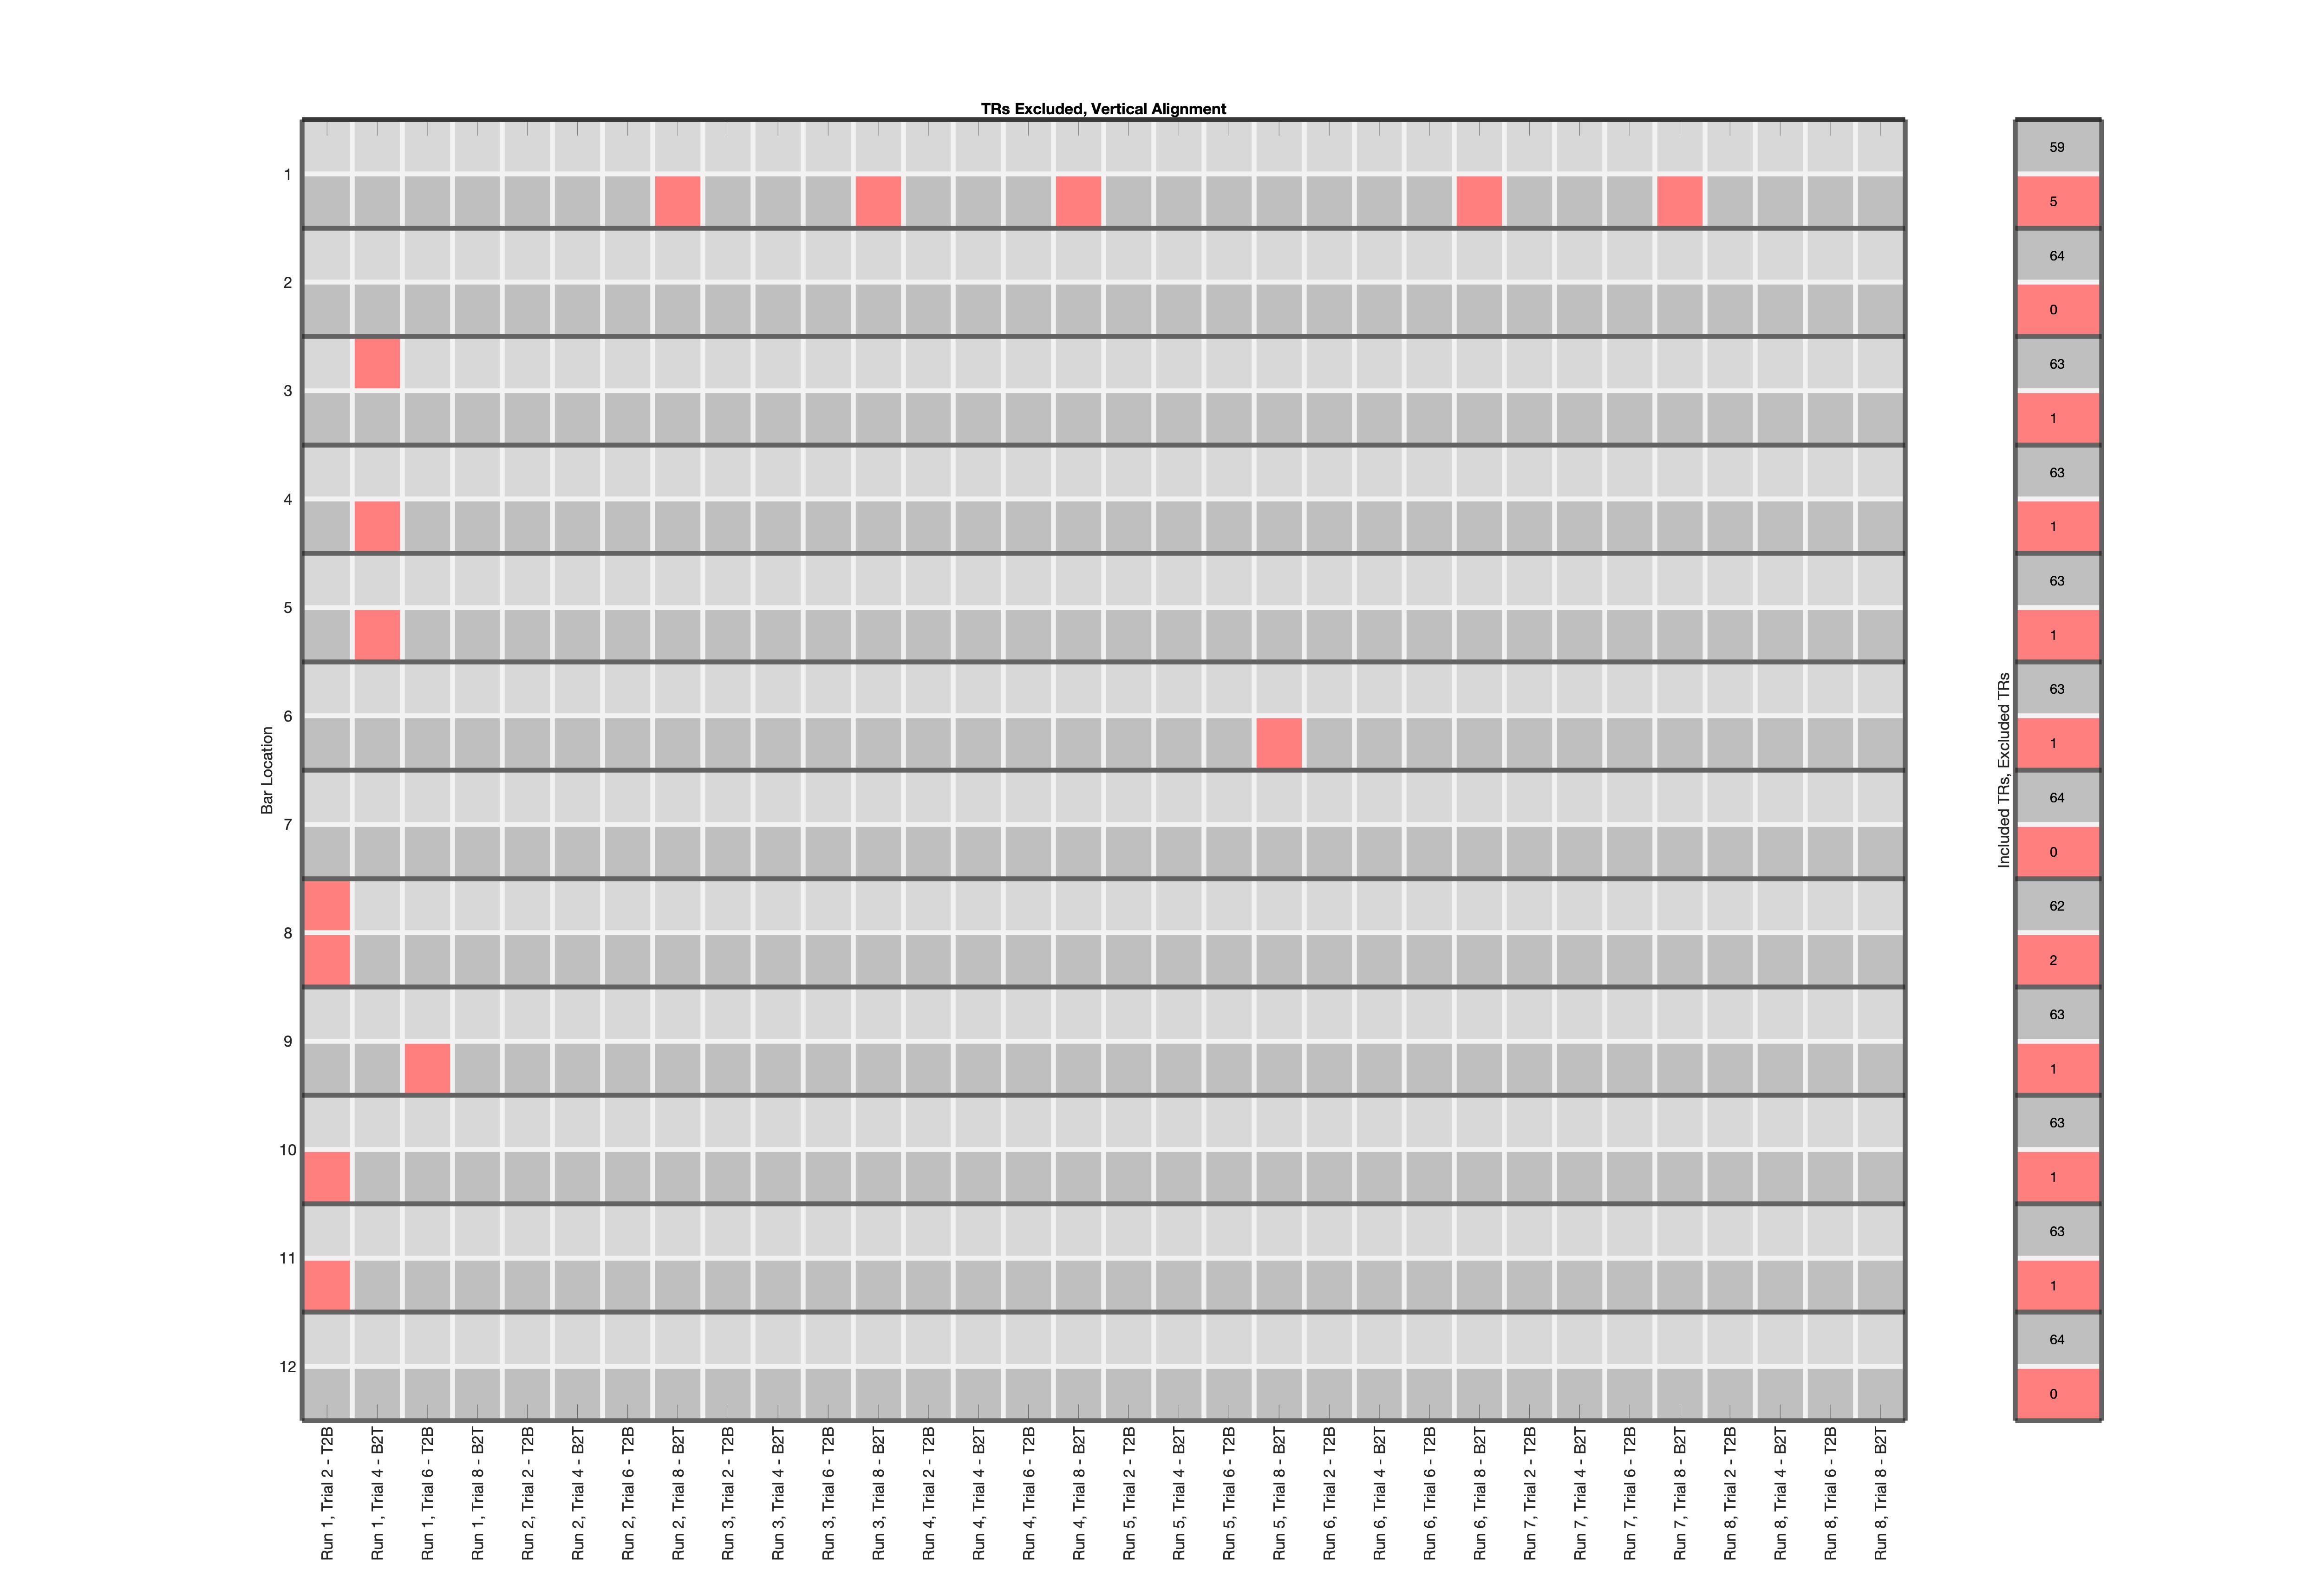 TRs Excluded, Vertical Alignment
Bar Location
1
2
3
4
5
6
7
8
9
10
11
12
Run 1, Trial 2 - T2B
Run 1, Trial 4 - B2T
Run 1, Trial 6 - T2B
Run 1, Trial 8 - B2T
Run 2, Trial 2 - T2B
Run 2, Trial 4 - B2T
Run 2, Trial 6 - T2B
Run 2, Trial 8 - B2T
Run 3, Trial 2 - T2B
Run 3, Trial 4 - B2T
Run 3, Trial 6 - T2B
Run 3, Trial 8 - B2T
Run 4, Trial 2 - T2B
Run 4, Trial 4 - B2T
Run 4, Trial 6 - T2B
Run 4, Trial 8 - B2T
Run 5, Trial 2 - T2B
Run 5, Trial 4 - B2T
Run 5, Trial 6 - T2B
Run 5, Trial 8 - B2T
Run 6, Trial 2 - T2B
Run 6, Trial 4 - B2T
Run 6, Trial 6 - T2B
Run 6, Trial 8 - B2T
Run 7, Trial 2 - T2B
Run 7, Trial 4 - B2T
Run 7, Trial 6 - T2B
Run 7, Trial 8 - B2T
Run 8, Trial 2 - T2B
Run 8, Trial 4 - B2T
Run 8, Trial 6 - T2B
Run 8, Trial 8 - B2T
Included TRs, Excluded TRs
59
5
64
0
63
1
63
1
63
1
63
1
64
0
62
2
63
1
63
1
63
1
64
0